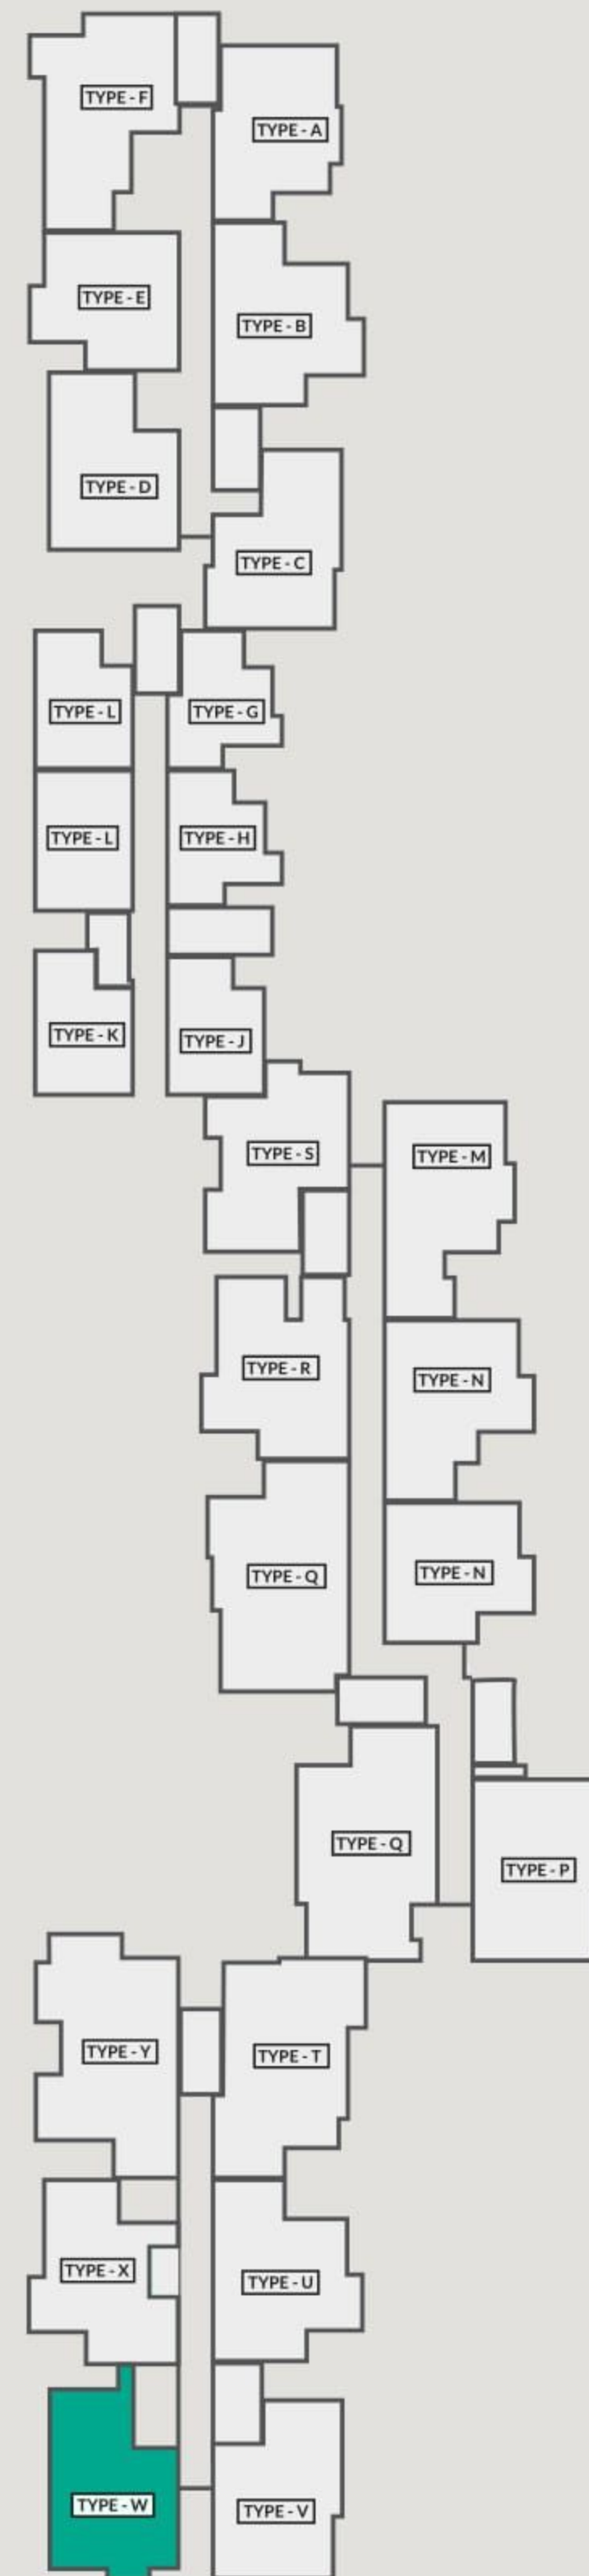 TYPE - F
TYPE - A
TYPE - E
TYPE - B
TYPE - D
TYPE - C
TYPE - L
TYPE - G
TYPE - L
TYPE - H
TYPE - K
TYPE - J
TYPE - S
TYPE - M
TYPE - R
TYPE - N
TYPE - Q
TYPE - N
TYPE - Q
TYPE - P
TYPE - Y
TYPE - T
TYPE - X
TYPE - U
TYPE - W
TYPE - V